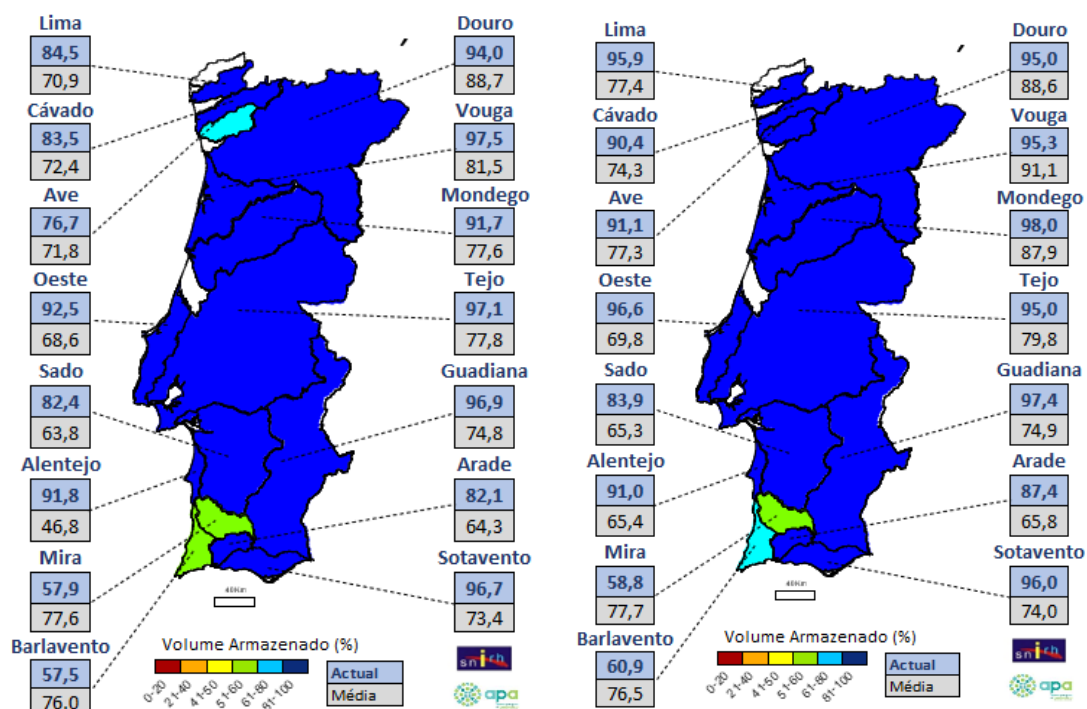 Lima
84,5
70,9
Cávado
83,5
72,4
Ave
76,7
71,8
Oeste
92,5
68,6
Sado
82,4
63,8
Alentejo
91,8
46,8
Mira
57,9
77,6
Barlavento
57,5
76,0
Douro
94,0
88,7
Vouga
97,5
81,5
Mondego
91,7
77,6
Tejo
97,1
77,8
Guadiana
96,9
74,8
Arade
82,1
64,3
Sotavento
96,7
73,4
Volume Armazenado (%)
0-20
21-40
41-50
51-60
61-80
81-100
Actual
Média
snirh
apa
Lima
95,9
77,4
Cávado
90,4
74,3
Ave
91,1
77,3
Oeste
96,6
69,8
Sado
83,9
65,3
Alentejo
91,0
65,4
Mira
58,8
77,7
Barlavento
60,9
76,5
Douro
95,0
88,6
Vouga
95,3
91,1
Mondego
98,0
87,9
Tejo
95,0
79,8
Guadiana
97,4
74,9
Arade
87,4
65,8
Sotavento
96,0
74,0
Volume Armazenado (%)
0-20
21-40
41-50
51-60
61-80
81-100
Actual
Média
snirh
apa